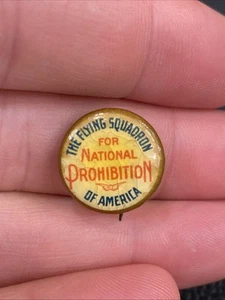 THE FLYING SQUADRON
FOR
NATIONAL
PROHIBITION
OF AMERICA